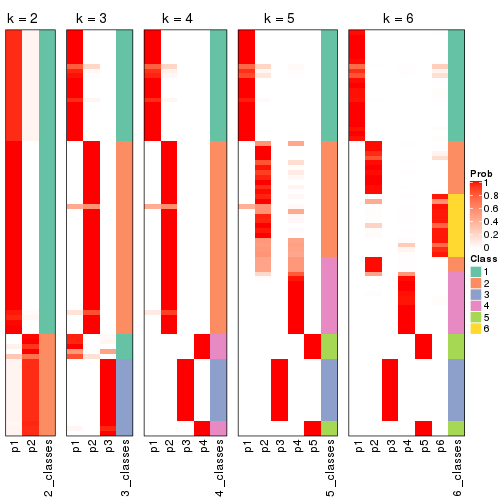 k = 2
k = 3
k = 4
k = 5
k = 6
p1
p2
2_classes
p1
p2
p3
3_classes
p1
p2
p3
p4
4_classes
p1
p2
p3
p4
p5
5_classes
p1
p2
p3
p4
p5
p6
6_classes
Prob
1
0.8
0.6
0.4
0.2
0
Class
1
2
3
4
5
6